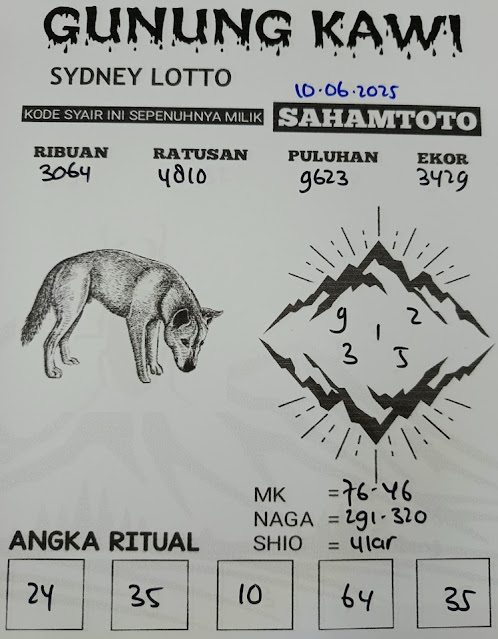 GUNUNG KAWI
SYDNEY LOTTO
10.06.2025
KODE SYAIR INI SEPENUHNYA MILIK SAHAMTOTO
RIBUAN RATUSAN PULUHAN EKOR
3064 4810 9623 3429
9 1 2
3 5
MK = 76-46
NAGA = 291-320
SHIO = ular
ANGKA RITUAL
24 35 10 64 35